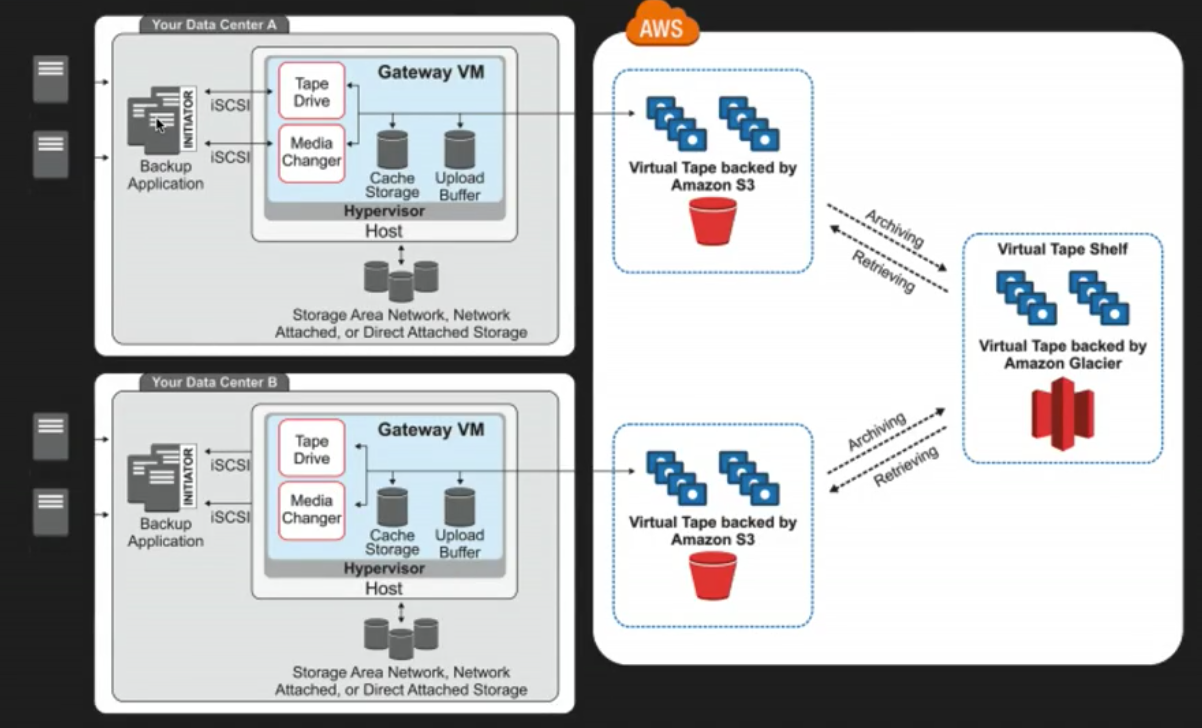 Your Data Center A
Backup
Application
INITIATOR
iSCSI
iSCSI
Tape
Drive
Media
Changer
Gateway VM
Cache
Storage
Upload
Buffer
Hypervisor
Host
Storage Area Network, Network
Attached, or Direct Attached Storage
Your Data Center B
Backup
Application
INITIATOR
iSCSI
iSCSI
Tape
Drive
Media
Changer
Gateway VM
Cache
Storage
Upload
Buffer
Hypervisor
Host
Storage Area Network, Network
Attached, or Direct Attached Storage
AWS
Virtual Tape backed by
Amazon S3
Archiving
Retrieving
Virtual Tape Shelf
Virtual Tape backed by
Amazon Glacier
Archiving
Retrieving
Virtual Tape backed by
Amazon S3